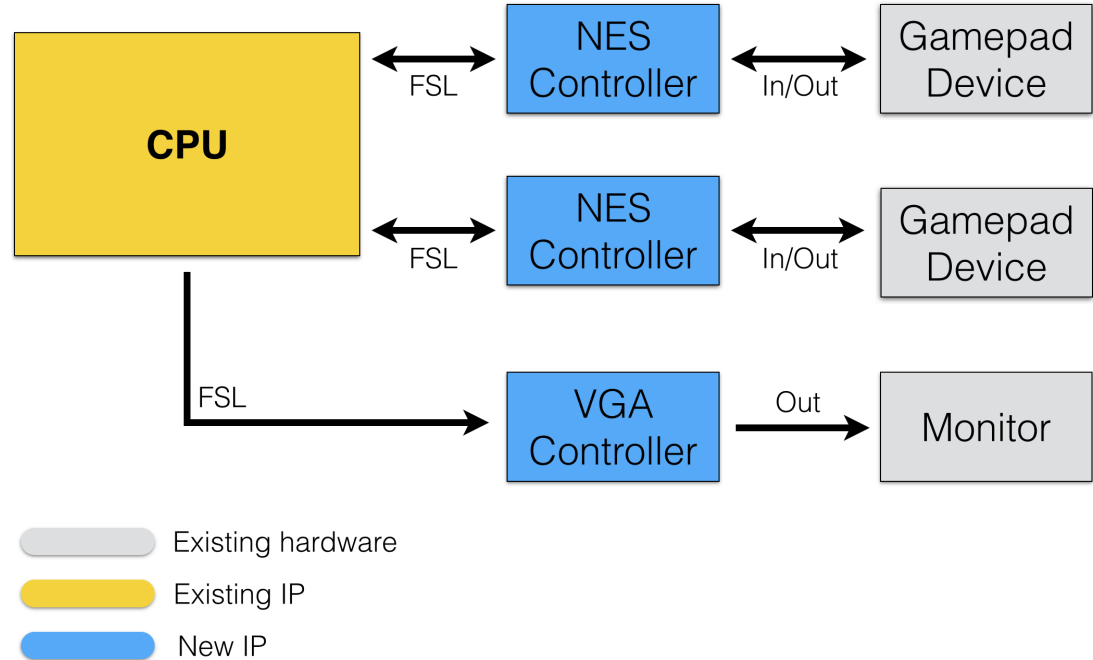 CPU
FSL
NES
Controller
In/Out
Gamepad
Device
FSL
NES
Controller
In/Out
Gamepad
Device
FSL
VGA
Controller
Out
Monitor
Existing hardware
Existing IP
New IP